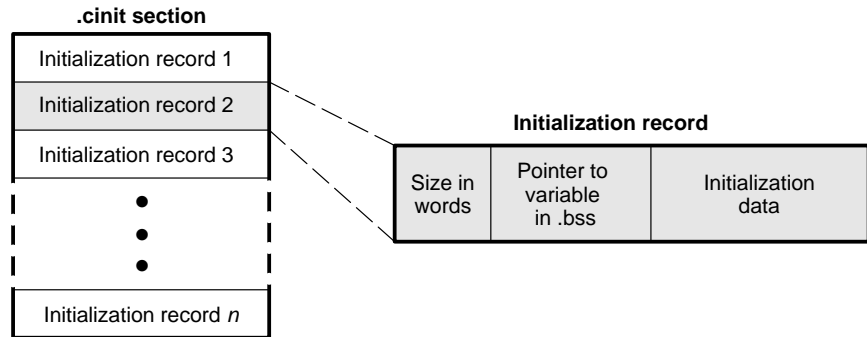 .cinit section
Initialization record 1
Initialization record 2
Initialization record 3
Initialization record n
Initialization record
Size in
words
Pointer to
variable
in .bss
Initialization
data